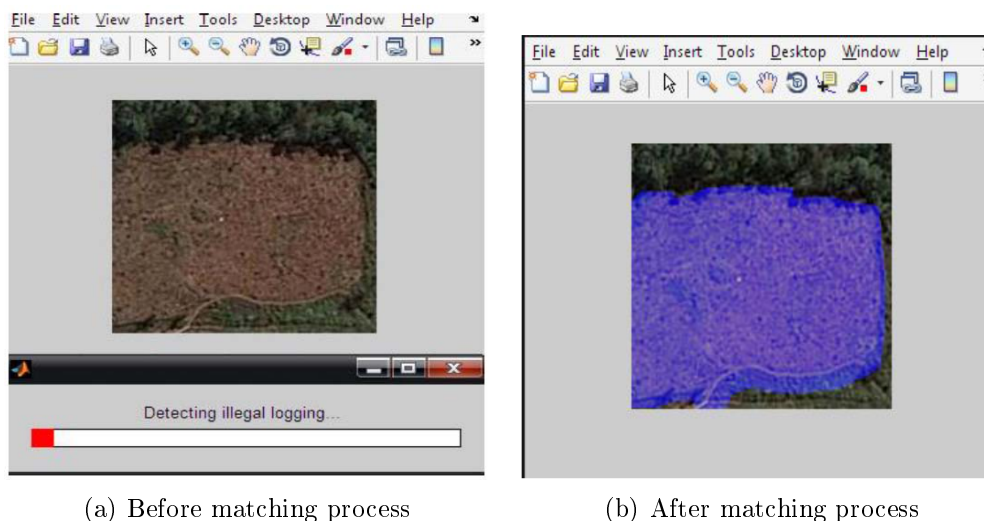 File Edit View Insert Tools Desktop Window Help
File Edit View Insert Tools Desktop Window Help
Detecting illegal logging...
(a) Before matching process
(b) After matching process